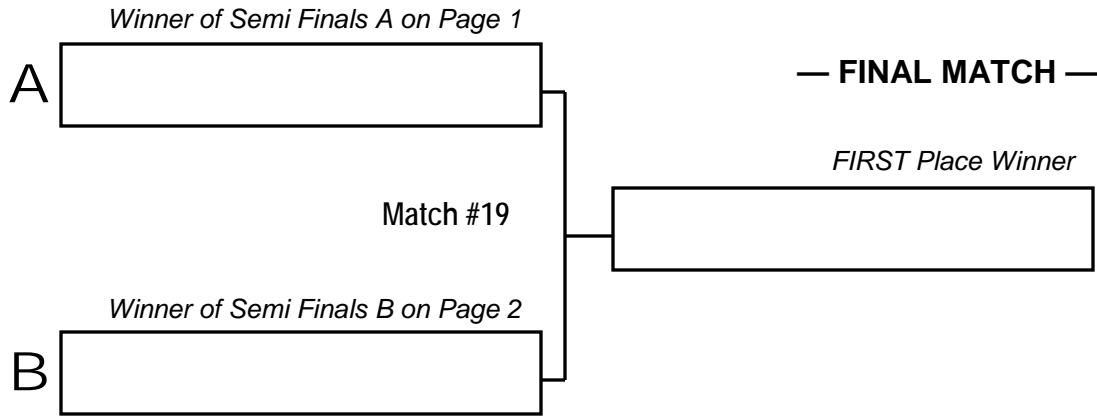 Winner of Semi Finals A on Page 1
A
— FINAL MATCH —
FIRST Place Winner
Match #19
Winner of Semi Finals B on Page 2
B